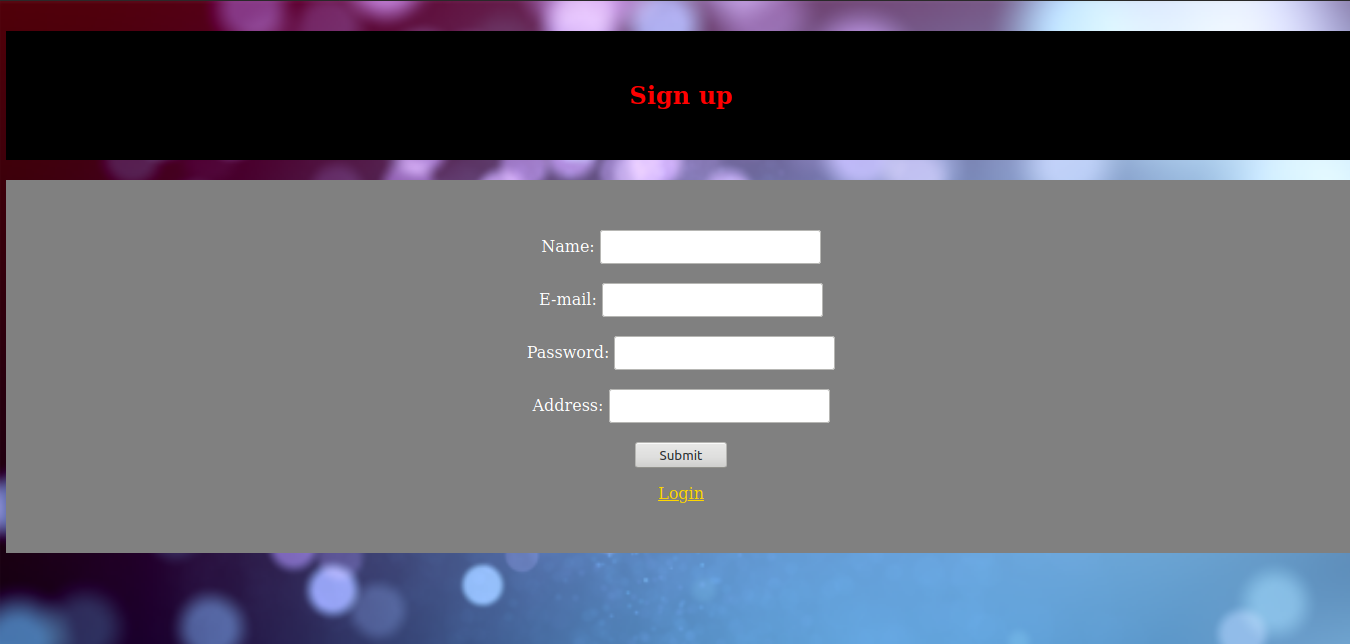 Sign up
Name:
E-mail:
Password:
Address:
Submit
Login